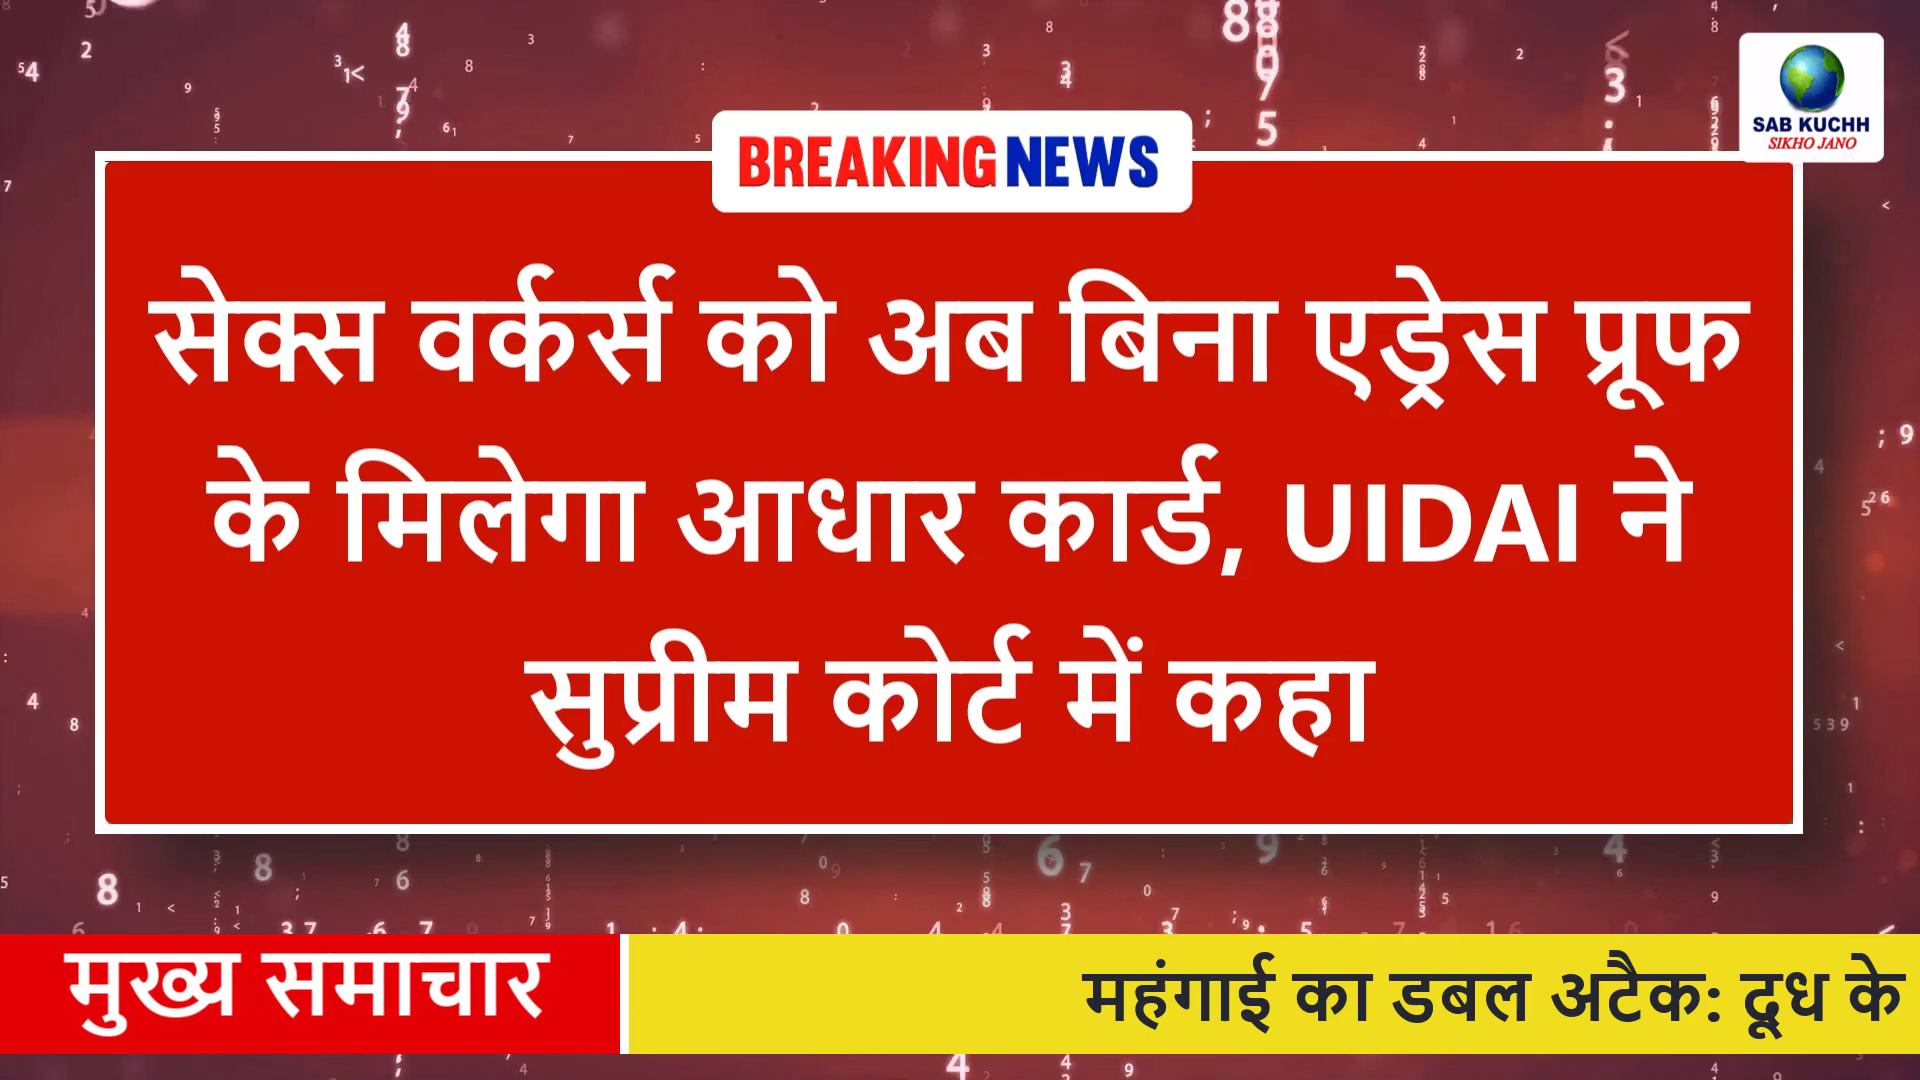 SAB KUCHH
SIKHO JANO
BREAKING NEWS
सेक्स वर्कर्स को अब बिना एड्रेस प्रूफ
के मिलेगा आधार कार्ड, UIDAI ने
सुप्रीम कोर्ट में कहा
मुख्य समाचार
महंगाई का डबल अटैक: दूध के